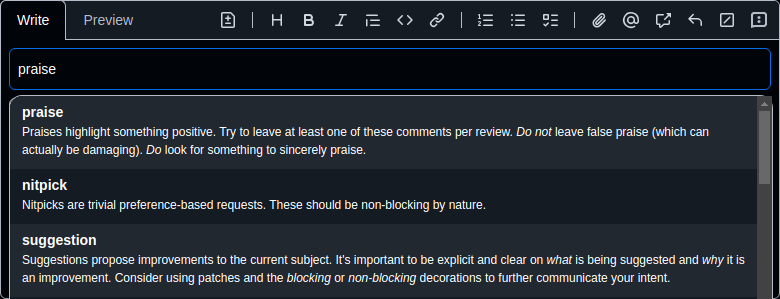 Write Preview
praise
praise
Praises highlight something positive. Try to leave at least one of these comments per review. Do not leave false praise (which can
actually be damaging). Do look for something to sincerely praise.
nitpick
Nitpicks are trivial preference-based requests. These should be non-blocking by nature.
suggestion
Suggestions propose improvements to the current subject. It's important to be explicit and clear on what is being suggested and why it is
an improvement. Consider using patches and the blocking or non-blocking decorations to further communicate your intent.